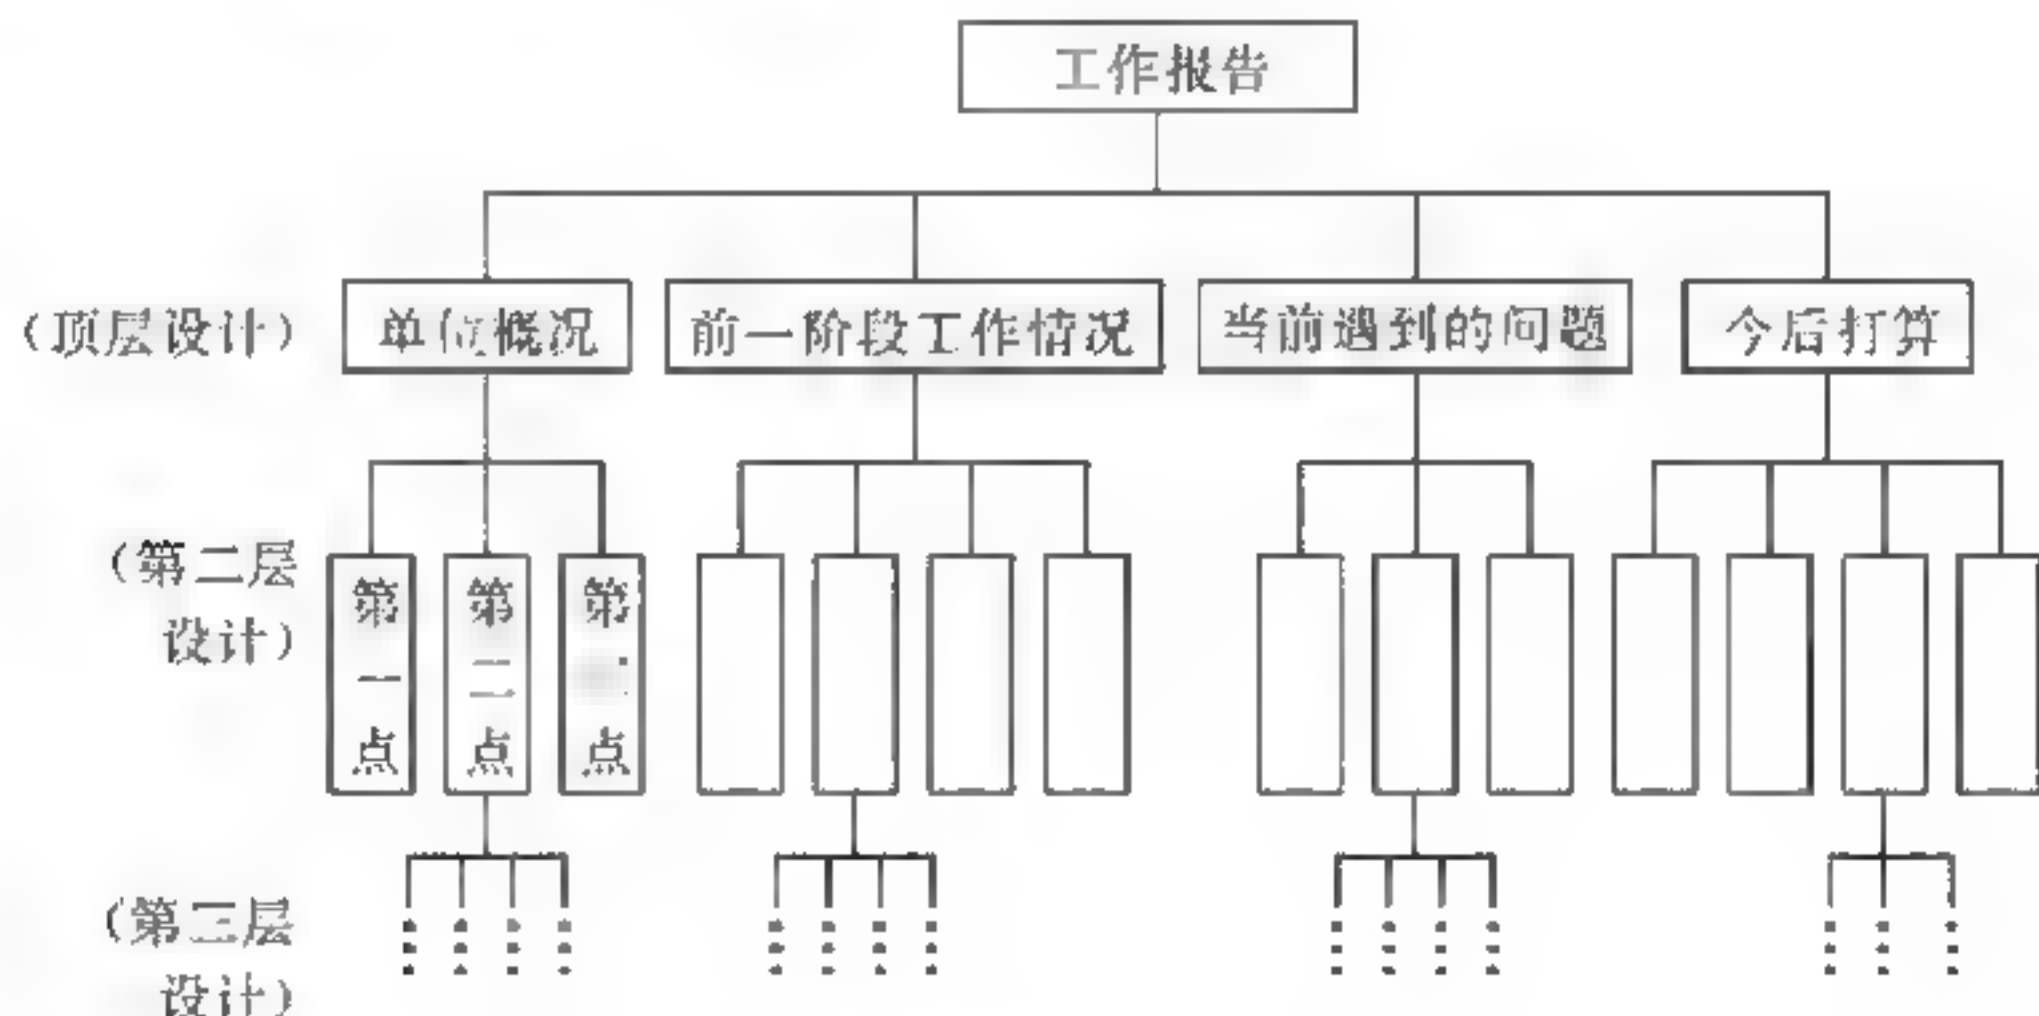 工作报告
(顶层设计)
单位概况
前一阶段工作情况
当前遇到的问题
今后打算
(第二层
设计)
第一点
第二点
第 点
(第三层
设计)